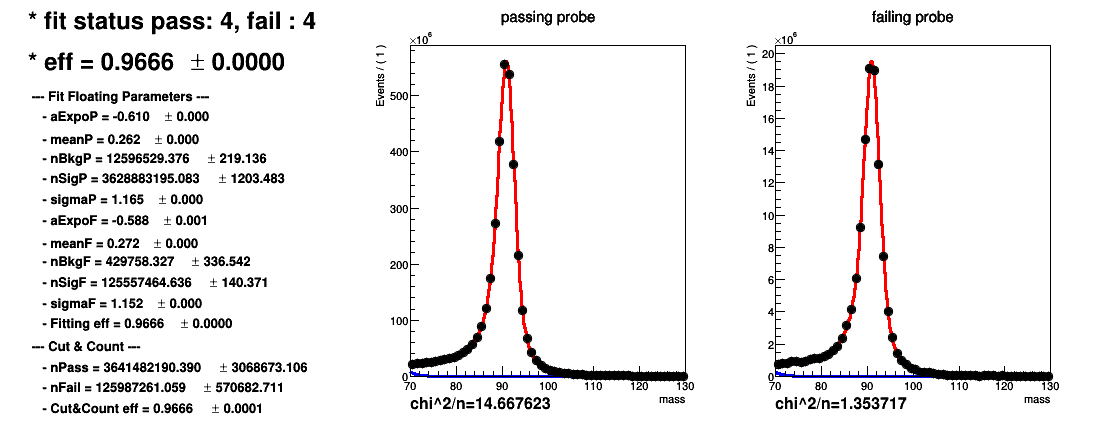 * fit status pass: 4, fail : 4
* eff = 0.9666 ± 0.0000
--- Fit Floating Parameters ---
- aExpoP = -0.610 ± 0.000
- meanP = 0.262 ± 0.000
- nBkgP = 12596529.376 ± 219.136
- nSigP = 3628883195.083 ± 1203.483
- sigmaP = 1.165 ± 0.000
- aExpoF = -0.588 ± 0.001
- meanF = 0.272 ± 0.000
- nBkgF = 429758.327 ± 336.542
- nSigF = 125557464.636 ± 140.371
- sigmaF = 1.152 ± 0.000
- Fitting eff = 0.9666 ± 0.0000
--- Cut & Count ---
- nPass = 3641482190.390 ± 3068673.106
- nFail = 125987261.059 ± 570682.711
- Cut&Count eff = 0.9666 ± 0.0001
passing probe
×10^6
Events / ( 1 )
500
400
300
200
100
0
70 80 90 100 110 120 130
mass
chi^2/n=14.667623
failing probe
×10^6
Events / ( 1 )
20
18
16
14
12
10
8
6
4
2
0
70 80 90 100 110 120 130
mass
chi^2/n=1.353717